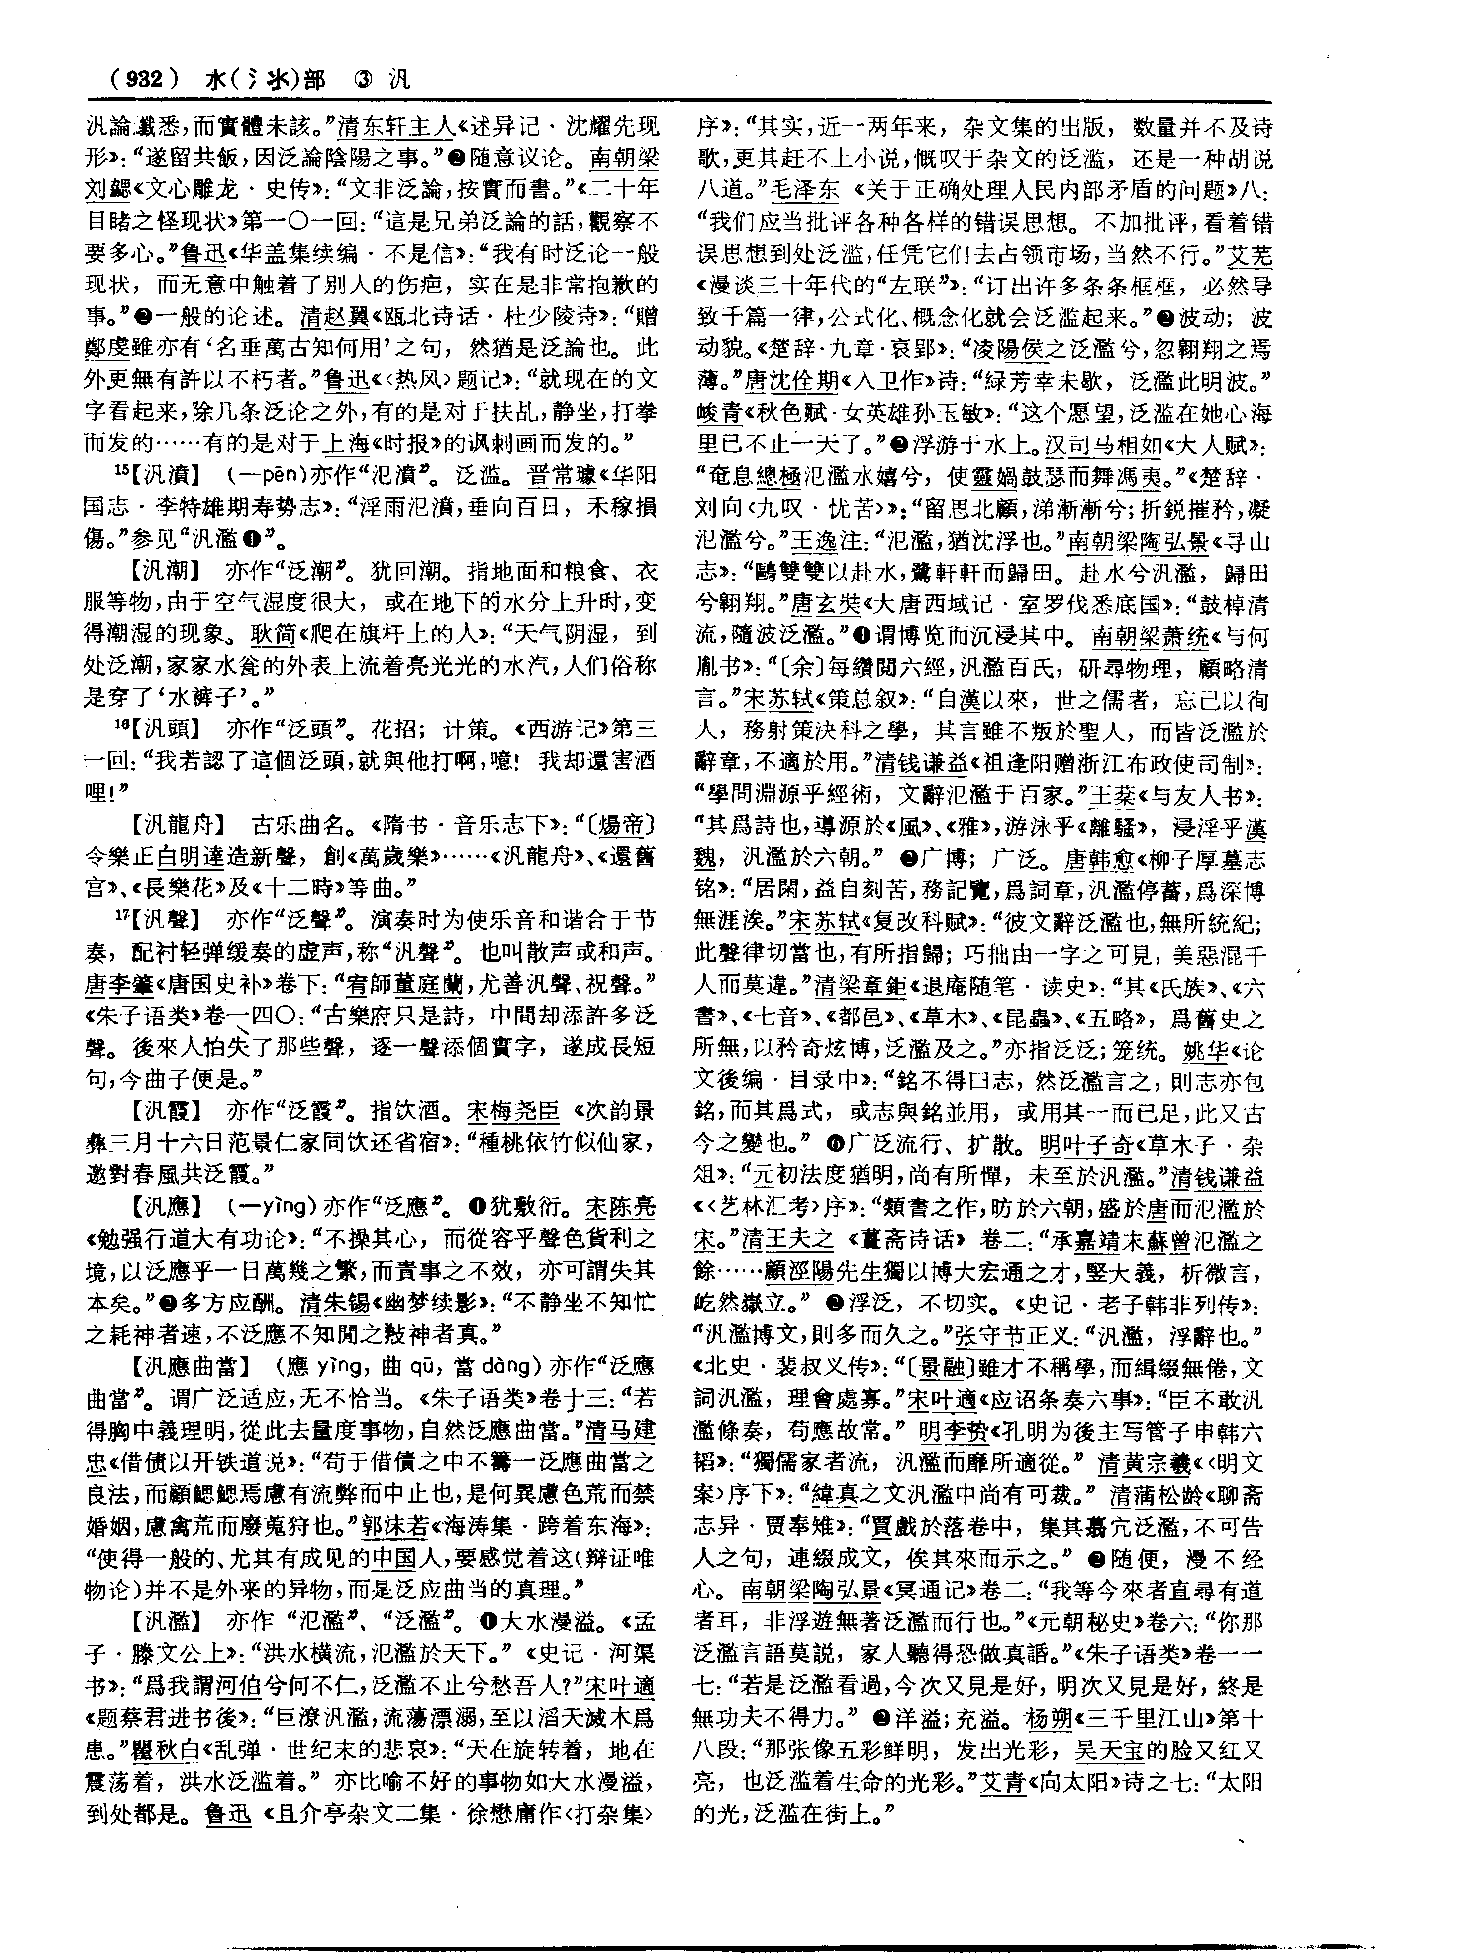 (932) 水(氵氺)部 ③ 汎
汎論纖悉,而實體未該。”清东轩主人《述异记·沈耀先现
形》:“遂留共飯,因泛論陰陽之事。”❷随意议论。南朝梁
刘勰《文心雕龙·史传》:“文非泛論,按實而書。”《二十年
目睹之怪现状》第一〇一回:“這是兄弟泛論的話,觀察不
要多心。”鲁迅《华盖集续编·不是信》:“我有时泛论一般
现状，而无意中触着了别人的伤疤，实在是非常抱歉的
事。”❸一般的论述。清赵翼《瓯北诗话·杜少陵诗》:“贈
鄭虔雖亦有‘名垂萬古知何用’之句，然猶是泛論也。此
外更無有許以不朽者。”鲁迅《〈热风〉题记》:“就现在的文
字看起来,除几条泛论之外,有的是对于扶乩,静坐,打拳
而发的……有的是对于上海《时报》的讽刺画而发的。”
15【汎濆】 (—pēn)亦作“氾濆”。泛滥。晋常璩《华阳
国志·李特雄期寿势志》:“淫雨氾濆,垂向百日，禾稼損
傷。”参见“汎濫❶”。
【汎潮】 亦作“泛潮”。犹回潮。指地面和粮食、衣
服等物,由于空气湿度很大，或在地下的水分上升时,变
得潮湿的现象。耿简《爬在旗杆上的人》:“天气阴湿，到
处泛潮,家家水瓮的外表上流着亮光光的水汽,人们俗称
是穿了‘水裤子’。”
16【汎頭】 亦作“泛頭”。花招；计策。《西游记》第三
一回:“我若認了這個泛頭,就與他打啊,噫！我却還害酒
哩!”
【汎龍舟】 古乐曲名。《隋书·音乐志下》:“〔煬帝〕
令樂正白明達造新聲，創《萬歲樂》……《汎龍舟》、《還舊
宫》、《長樂花》及《十二時》等曲。”
17【汎聲】 亦作“泛聲”。演奏时为使乐音和谐合于节
奏，配衬轻弹缓奏的虚声,称“汎聲”。也叫散声或和声。
唐李肇《唐国史补》卷下:“䆳師董庭蘭,尤善汎聲、祝聲。”
《朱子语类》卷一四〇:“古樂府只是詩，中間却添許多泛
聲。後來人怕失了那些聲，逐一聲添個實字，遂成長短
句,今曲子便是。”
【汎霞】 亦作“泛霞”。指饮酒。宋梅尧臣《次韵景
彝三月十六日范景仁家同饮还省宿》:“種桃依竹似仙家，
邀對春風共泛霞。”
【汎應】 (—yìng)亦作“泛應”。❶犹敷衍。宋陈亮
《勉强行道大有功论》:“不操其心，而從容乎聲色貨利之
境,以泛應乎一日萬幾之繁,而責事之不效，亦可謂失其
本矣。”❷多方应酬。清朱锡《幽梦续影》:“不静坐不知忙
之耗神者速,不泛應不知閒之斁神者真。”
【汎應曲當】 (應 yìng，曲 qū，當 dàng)亦作“泛應
曲當”。谓广泛适应,无不恰当。《朱子语类》卷十三:“若
得胸中義理明,從此去量度事物,自然泛應曲當。”清马建
忠《借债以开铁道说》:“苟于借債之中不籌一泛應曲當之
良法,而顧鰓鰓焉慮有流弊而中止也,是何異慮色荒而禁
婚姻,慮禽荒而廢蒐狩也。”郭沫若《海涛集·跨着东海》:
“使得一般的、尤其有成见的中国人,要感觉着这(辩证唯
物论)并不是外来的异物,而是泛应曲当的真理。”
【汎濫】 亦作“氾濫”、“泛濫”。❶大水漫溢。《孟
子·滕文公上》:“洪水横流,氾濫於天下。”《史记·河渠
书》:“爲我謂河伯兮何不仁,泛濫不止兮愁吾人?”宋叶適
《题蔡君进书後》:“巨潦汎濫,流蕩漂溺,至以滔天滅木爲
患。”瞿秋白《乱弹·世纪末的悲哀》:“天在旋转着，地在
震荡着，洪水泛滥着。”亦比喻不好的事物如大水漫溢，
到处都是。鲁迅《且介亭杂文二集·徐懋庸作〈打杂集〉
序》:“其实,近一两年来，杂文集的出版，数量并不及诗
歌,更其赶不上小说,慨叹于杂文的泛滥，还是一种胡说
八道。”毛泽东《关于正确处理人民内部矛盾的问题》八:
“我们应当批评各种各样的错误思想。不加批评,看着错
误思想到处泛滥,任凭它们去占领市场,当然不行。”艾芜
《漫谈三十年代的“左联”》:“订出许多条条框框，必然导
致千篇一律,公式化、概念化就会泛滥起来。”❷波动；波
动貌。《楚辞·九章·哀郢》:“凌陽侯之泛濫兮,忽翱翔之焉
薄。”唐沈佺期《入卫作》诗:“緑芳幸未歇，泛濫此明波。”
峻青《秋色赋·女英雄孙玉敏》:“这个愿望,泛滥在她心海
里已不止一天了。”❸浮游于水上。汉司马相如《大人赋》:
“奄息總極氾濫水嬉兮，使靈媧鼓瑟而舞馮夷。”《楚辞·
刘向〈九叹·忧苦〉》:“留思北顧,涕漸漸兮;折鋭摧矜,凝
氾濫兮。”王逸注:“氾濫,猶沈浮也。”南朝梁陶弘景《寻山
志》:“鷗雙雙以赴水,鷺軒軒而歸田。赴水兮汎濫，歸田
兮翱翔。”唐玄奘《大唐西域记·室罗伐悉底国》:“鼓棹清
流,隨波泛濫。”❹谓博览而沉浸其中。南朝梁萧统《与何
胤书》:“〔余〕每鑽閲六經,汎濫百氏，研尋物理，顧略清
言。”宋苏轼《策总叙》:“自漢以來，世之儒者，忘己以徇
人，務射策決科之學，其言雖不叛於聖人，而皆泛濫於
辭章,不適於用。”清钱谦益《祖逢阳赠浙江布政使司制》:
“學問淵源乎經術，文辭氾濫于百家。”王棻《与友人书》:
“其爲詩也,導源於《風》、《雅》,游泳乎《離騷》，浸淫乎漢
魏，汎濫於六朝。”❺广博；广泛。唐韩愈《柳子厚墓志
铭》:“居閑,益自刻苦,務記覽,爲詞章,汎濫停蓄,爲深博
無涯涘。”宋苏轼《复改科赋》:“彼文辭泛濫也,無所統紀;
此聲律切當也,有所指歸；巧拙由一字之可見，美惡混千
人而莫違。”清梁章鉅《退庵随笔·读史》:“其《氏族》、《六
書》、《七音》、《都邑》、《草木》、《昆蟲》、《五略》，爲舊史之
所無,以矜奇炫博,泛濫及之。”亦指泛泛；笼统。姚华《论
文後编·目录中》:“銘不得曰志，然泛濫言之，則志亦包
銘,而其爲式，或志與銘並用，或用其一而已足,此又古
今之變也。”❻广泛流行、扩散。明叶子奇《草木子·杂
俎》:“元初法度猶明,尚有所憚，未至於汎濫。”清钱谦益
《〈艺林汇考〉序》:“類書之作,昉於六朝,盛於唐而氾濫於
宋。”清王夫之《薑斋诗话》卷二:“承嘉靖末蘇曾氾濫之
餘……顧涇陽先生獨以博大宏通之才,竪大義，析微言，
屹然嶽立。”❼浮泛，不切实。《史记·老子韩非列传》:
“汎濫博文,則多而久之。”张守节正义:“汎濫，浮辭也。”
《北史·裴叔义传》:“〔景融〕雖才不稱學,而緝綴無倦,文
詞汎濫，理會處寡。”宋叶適《应诏条奏六事》:“臣不敢汎
濫條奏，苟應故常。”明李贽《孔明为後主写管子申韩六
韬》:“獨儒家者流，汎濫而靡所適從。”清黄宗羲《〈明文
案〉序下》:“緯真之文汎濫中尚有可裁。”清蒲松龄《聊斋
志异·贾奉雉》:“賈戲於落卷中，集其闒宂泛濫,不可告
人之句，連綴成文，俟其來而示之。”❽随便，漫不经
心。南朝梁陶弘景《冥通记》卷二:“我等今來者直尋有道
者耳，非浮遊無著泛濫而行也。”《元朝秘史》卷六:“你那
泛濫言語莫説，家人聽得恐做真話。”《朱子语类》卷一一
七:“若是泛濫看過,今次又見是好，明次又見是好，終是
無功夫不得力。”❾洋溢;充溢。杨朔《三千里江山》第十
八段:“那张像五彩鲜明，发出光彩，吴天宝的脸又红又
亮，也泛滥着生命的光彩。”艾青《向太阳》诗之七:“太阳
的光,泛滥在街上。”